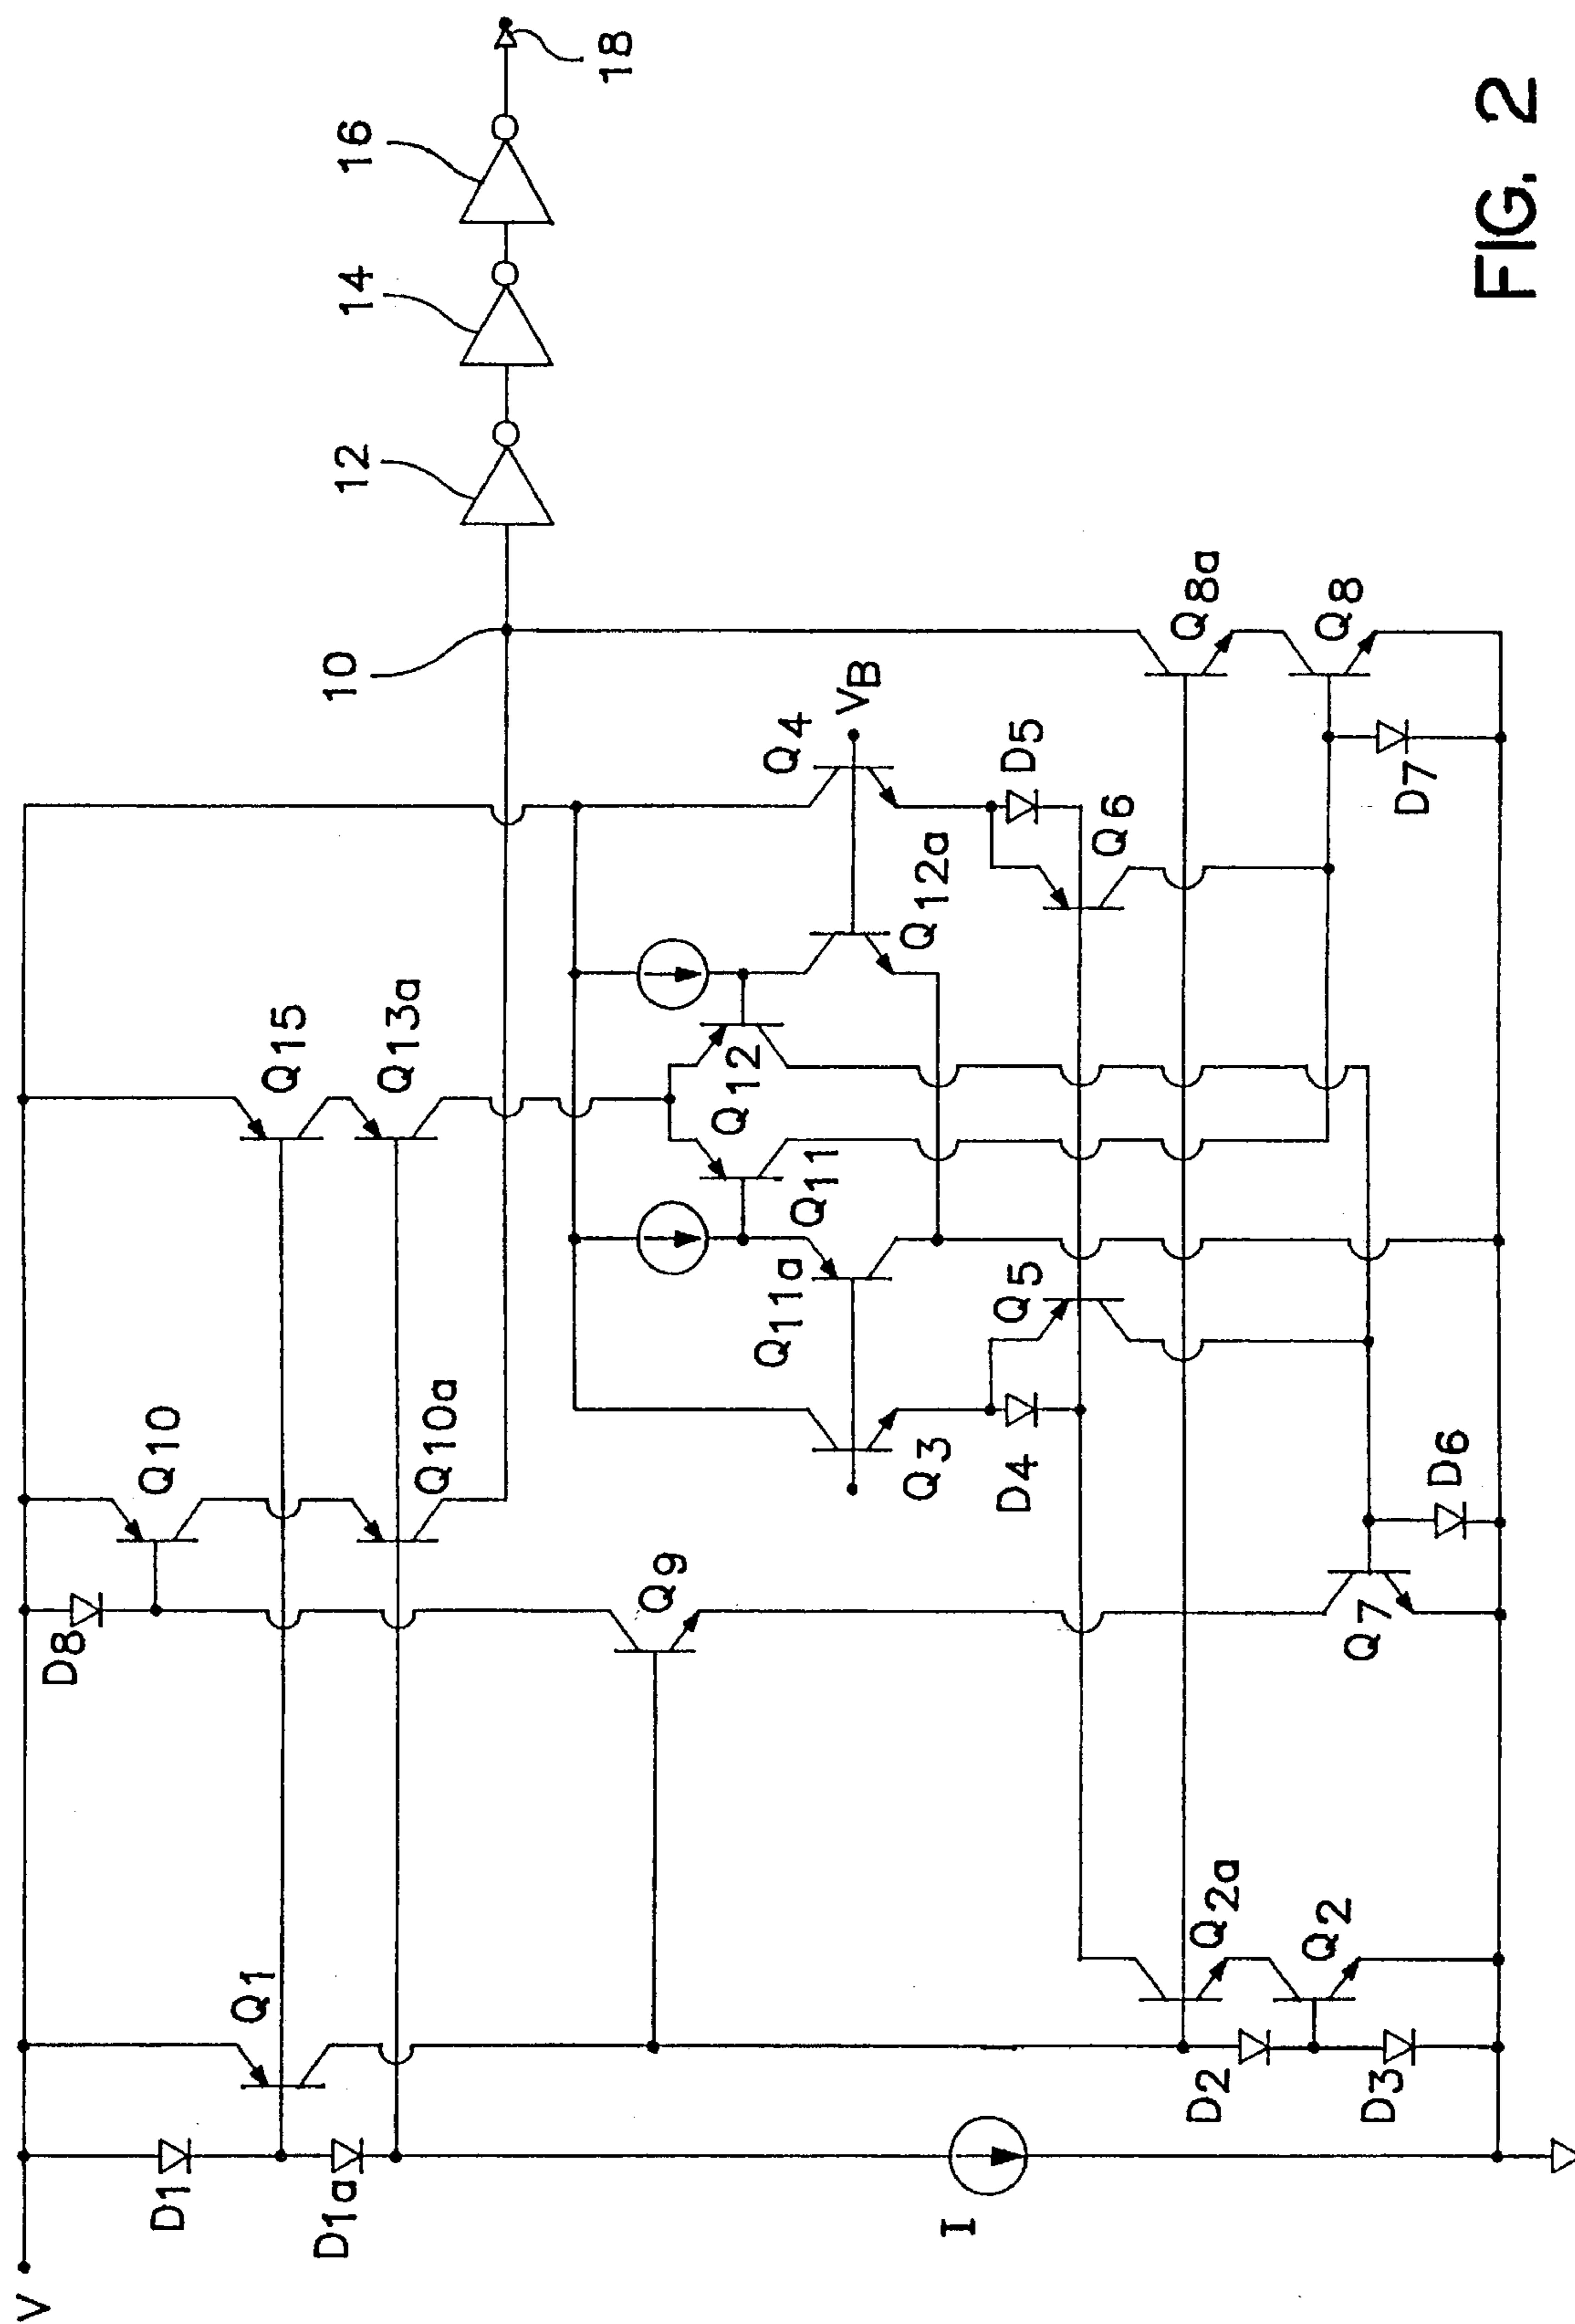 V
D1
D1a
I
Q1
D2
D3
Q2a
Q2
D8
Q10
Q10a
Q9
Q7
D6
Q15
Q13a
Q3
D4
Q5
Q11a
Q11
Q12
Q12a
Q4
VB
D5
Q6
D7
Q8a
Q8
10
12
14
16
18
FIG. 2